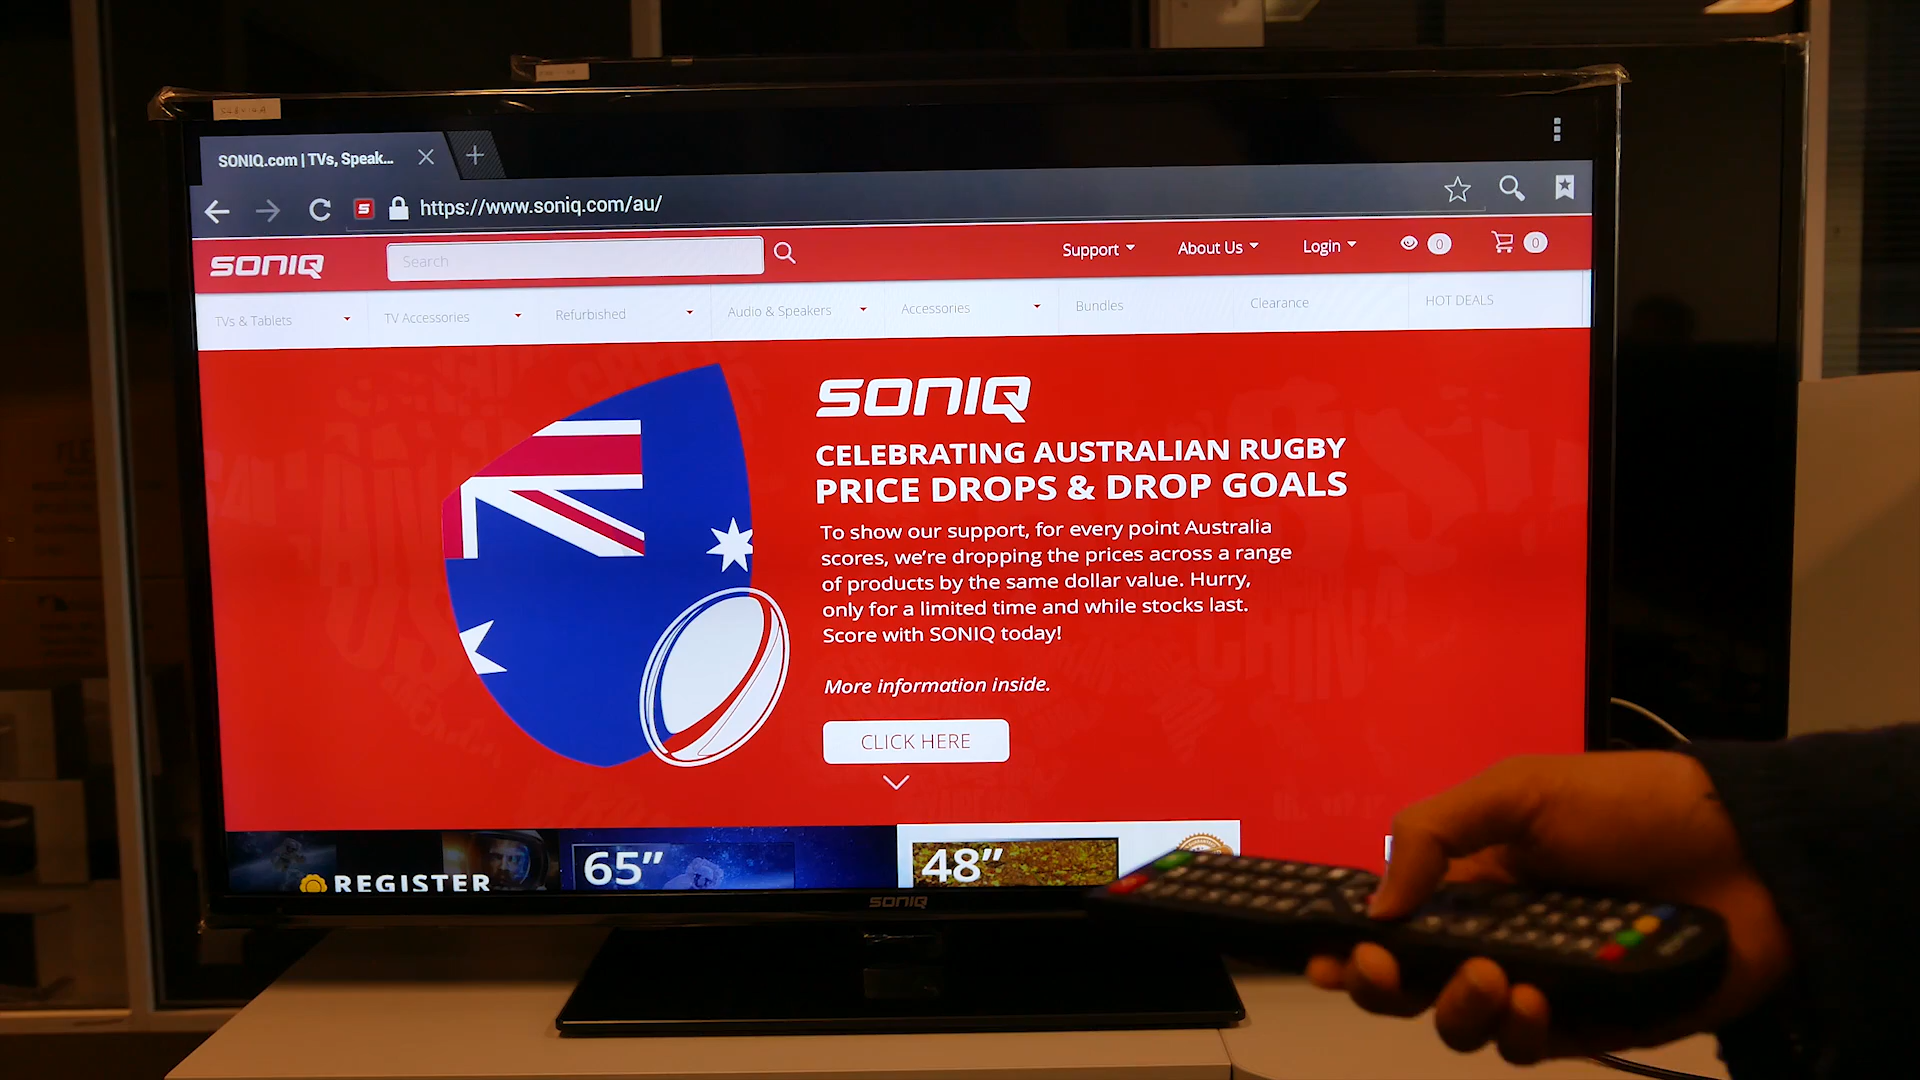 SONIQ.com | TVs, Speak...
https://www.soniq.com/au/
SONIQ
Search
Support
About Us
Login
0
0
TVs & Tablets
TV Accessories
Refurbished
Audio & Speakers
Accessories
Bundles
Clearance
HOT DEALS
SONIQ
CELEBRATING AUSTRALIAN RUGBY
PRICE DROPS & DROP GOALS
To show our support, for every point Australia
scores, we're dropping the prices across a range
of products by the same dollar value. Hurry,
only for a limited time and while stocks last.
Score with SONIQ today!
More information inside.
CLICK HERE
REGISTER
65”
48”
SONIQ